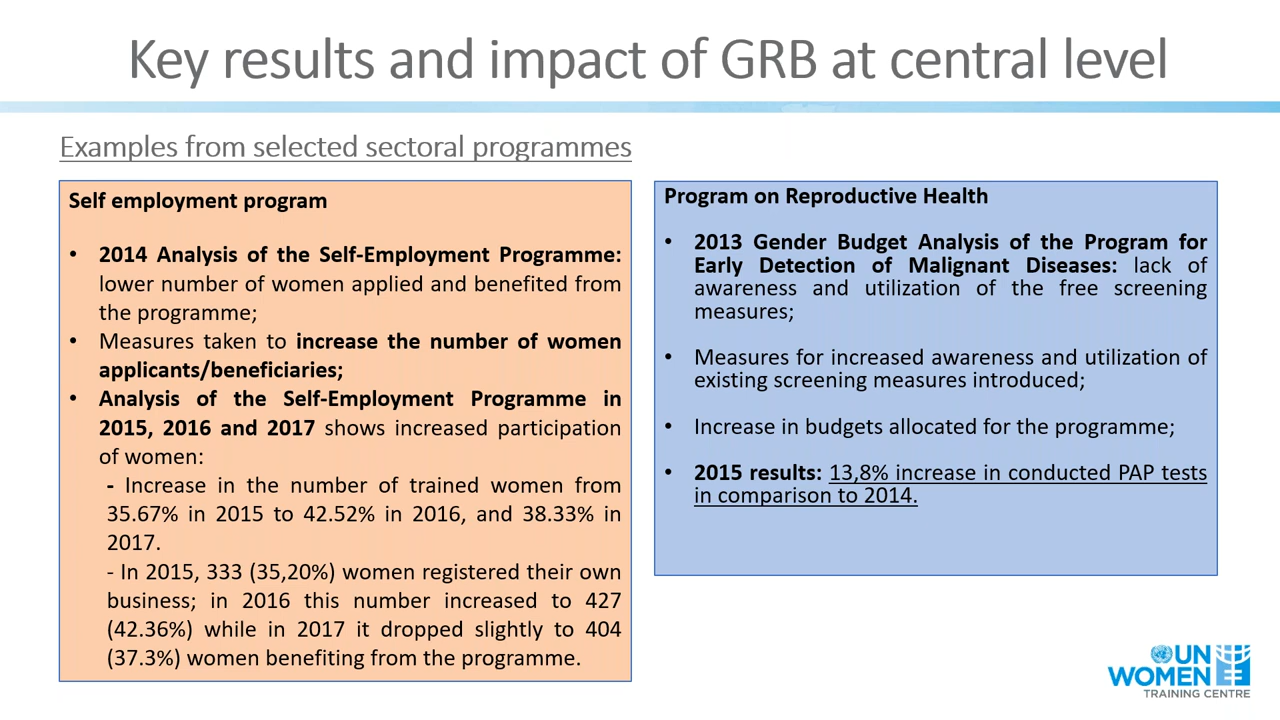 Key results and impact of GRB at central level
Examples from selected sectoral programmes
Self employment program
• 2014 Analysis of the Self-Employment Programme:
lower number of women applied and benefited from
the programme;
• Measures taken to increase the number of women
applicants/beneficiaries;
• Analysis of the Self-Employment Programme in
2015, 2016 and 2017 shows increased participation
of women:
- Increase in the number of trained women from
35.67% in 2015 to 42.52% in 2016, and 38.33% in
2017.
- In 2015, 333 (35,20%) women registered their own
business; in 2016 this number increased to 427
(42.36%) while in 2017 it dropped slightly to 404
(37.3%) women benefiting from the programme.
Program on Reproductive Health
• 2013 Gender Budget Analysis of the Program for
Early Detection of Malignant Diseases: lack of
awareness and utilization of the free screening
measures;
• Measures for increased awareness and utilization of
existing screening measures introduced;
• Increase in budgets allocated for the programme;
• 2015 results: 13,8% increase in conducted PAP tests
in comparison to 2014.
UN
WOMEN
TRAINING CENTRE